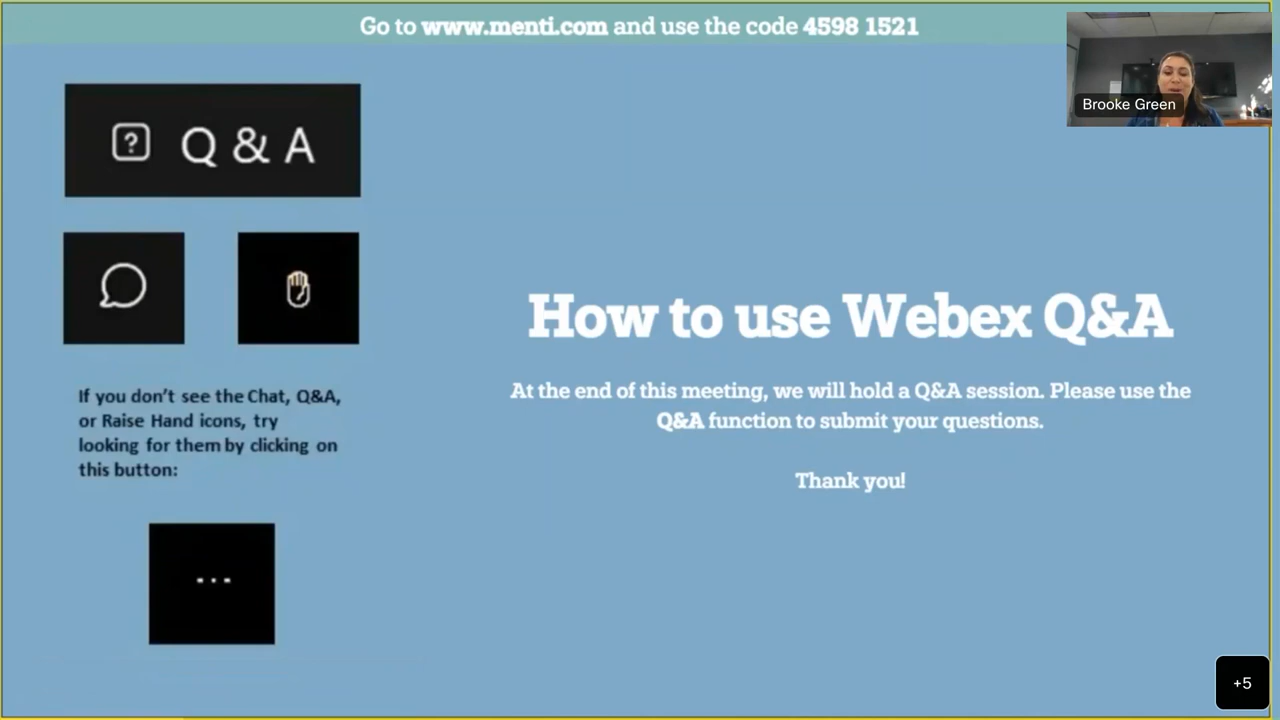 Go to www.menti.com and use the code 4598 1521
Brooke Green
? Q & A
If you don't see the Chat, Q&A,
or Raise Hand icons, try
looking for them by clicking on
this button:
...
How to use Webex Q&A
At the end of this meeting, we will hold a Q&A session. Please use the
Q&A function to submit your questions.
Thank you!
+5